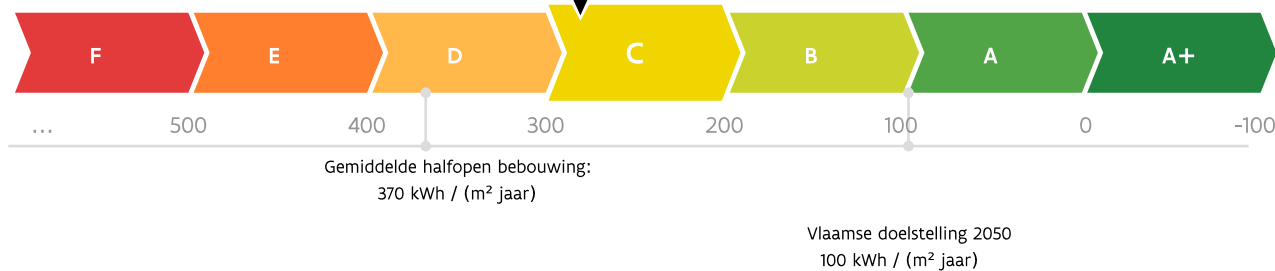 F E D C B A A+
... 500 400 300 200 100 0 -100
Gemiddelde halfopen bebouwing:
370 kWh / (m² jaar)
Vlaamse doelstelling 2050
100 kWh / (m² jaar)